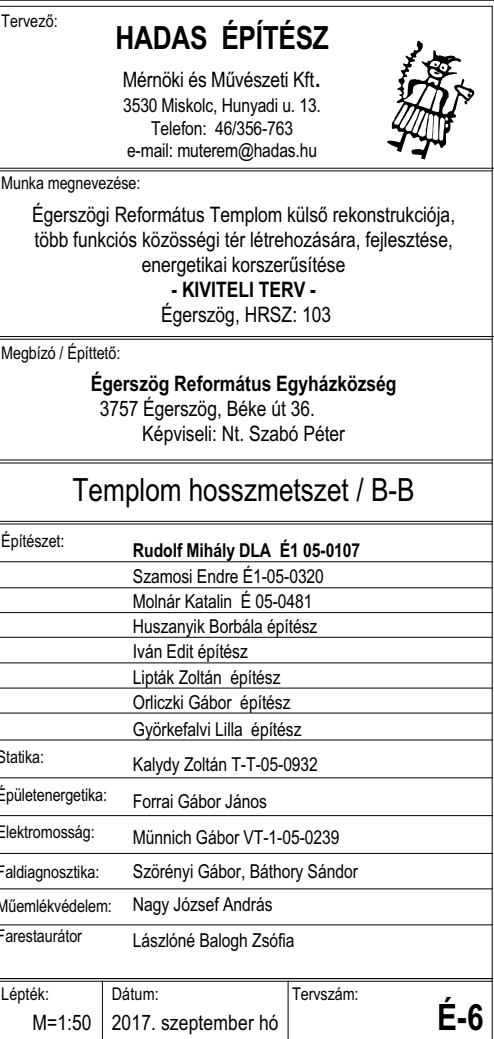 Tervező:
HADAS ÉPÍTÉSZ
Mérnöki és Művészeti Kft.
3530 Miskolc, Hunyadi u. 13.
Telefon: 46/356-763
e-mail: muterem@hadas.hu
Munka megnevezése:
Égerszögi Református Templom külső rekonstrukciója,
több funkciós közösségi tér létrehozására, fejlesztése,
energetikai korszerűsítése
- KIVITELI TERV -
Égerszög, HRSZ: 103
Megbízó / Építtető:
Égerszög Református Egyházközség
3757 Égerszög, Béke út 36.
Képviseli: Nt. Szabó Péter
Templom hosszmetszet / B-B
Építészet: Rudolf Mihály DLA É1 05-0107
Szamosi Endre É1-05-0320
Molnár Katalin É 05-0481
Huszanyik Borbála építész
Iván Edit építész
Lipták Zoltán építész
Orliczki Gábor építész
Györkefalvi Lilla építész
Statika: Kalydy Zoltán T-T-05-0932
Épületenergetika: Forrai Gábor János
Elektromosság: Münnich Gábor VT-1-05-0239
Faldiagnosztika: Szörényi Gábor, Báthory Sándor
Műemlékvédelem: Nagy József András
Farestaurátor Lászlóné Balogh Zsófia
Lépték: Dátum: Tervszám:
M=1:50 2017. szeptember hó É-6